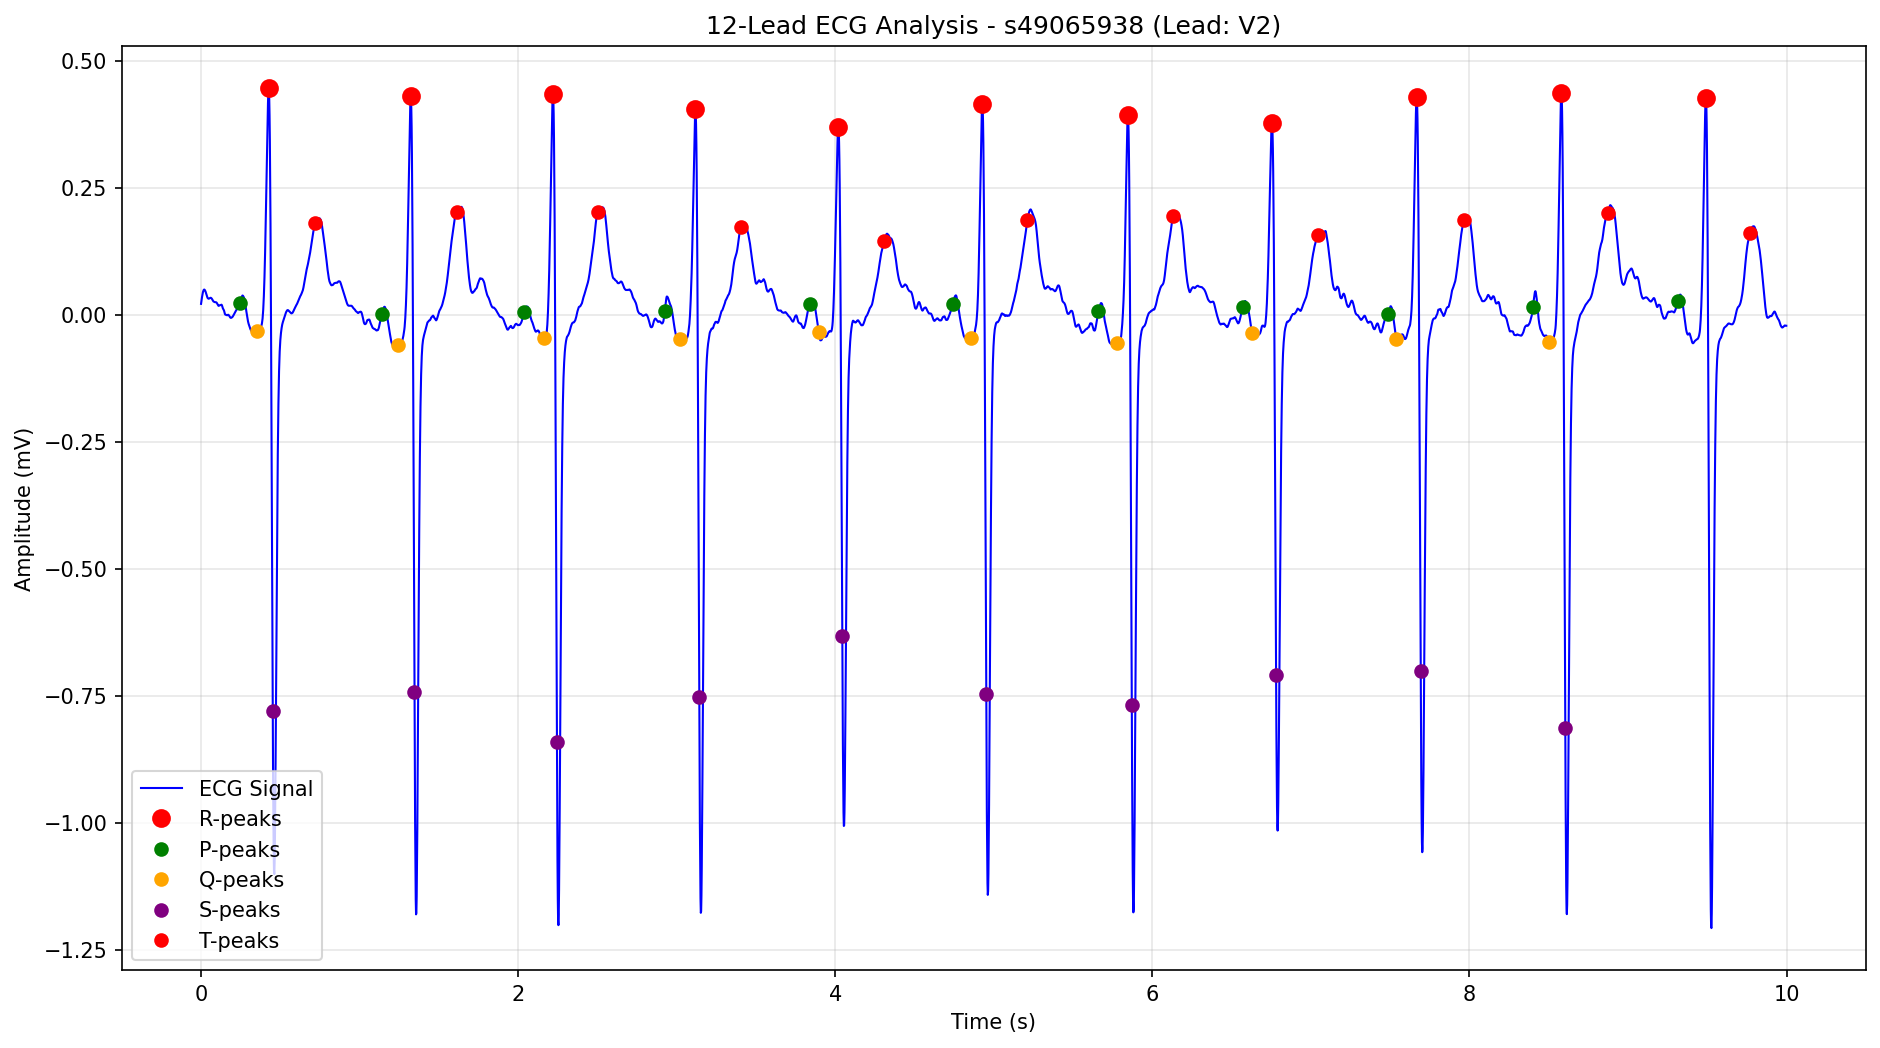 12-Lead ECG Analysis - s49065938 (Lead: V2)
Amplitude (mV)
0.50
0.25
0.00
−0.25
−0.50
−0.75
−1.00
−1.25
ECG Signal
R-peaks
P-peaks
Q-peaks
S-peaks
T-peaks
0 2 4 6 8 10
Time (s)